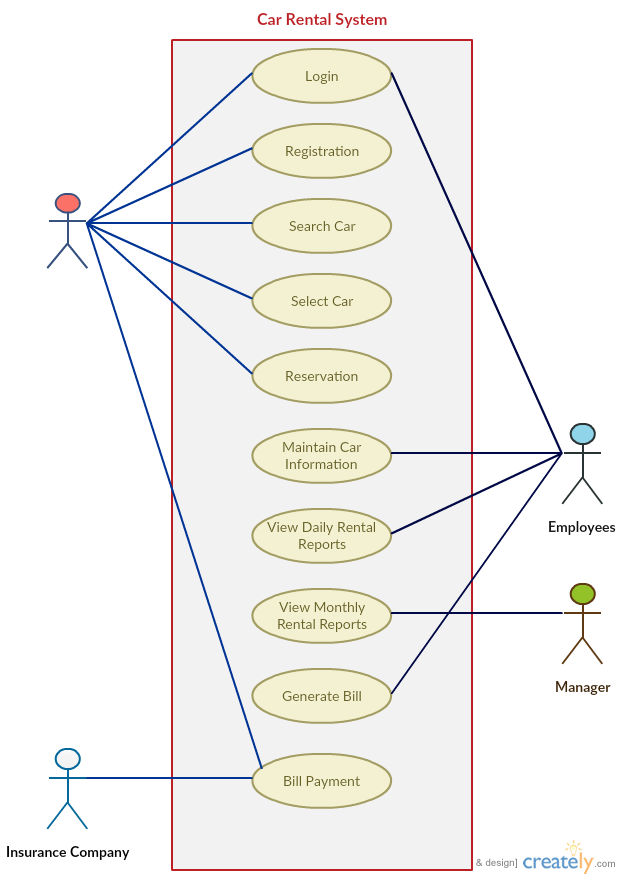 Car Rental System
Login
Registration
Search Car
Select Car
Reservation
Maintain Car
Information
View Daily Rental
Reports
Employees
View Monthly
Rental Reports
Manager
Generate Bill
Bill Payment
Insurance Company
& design] creately.com